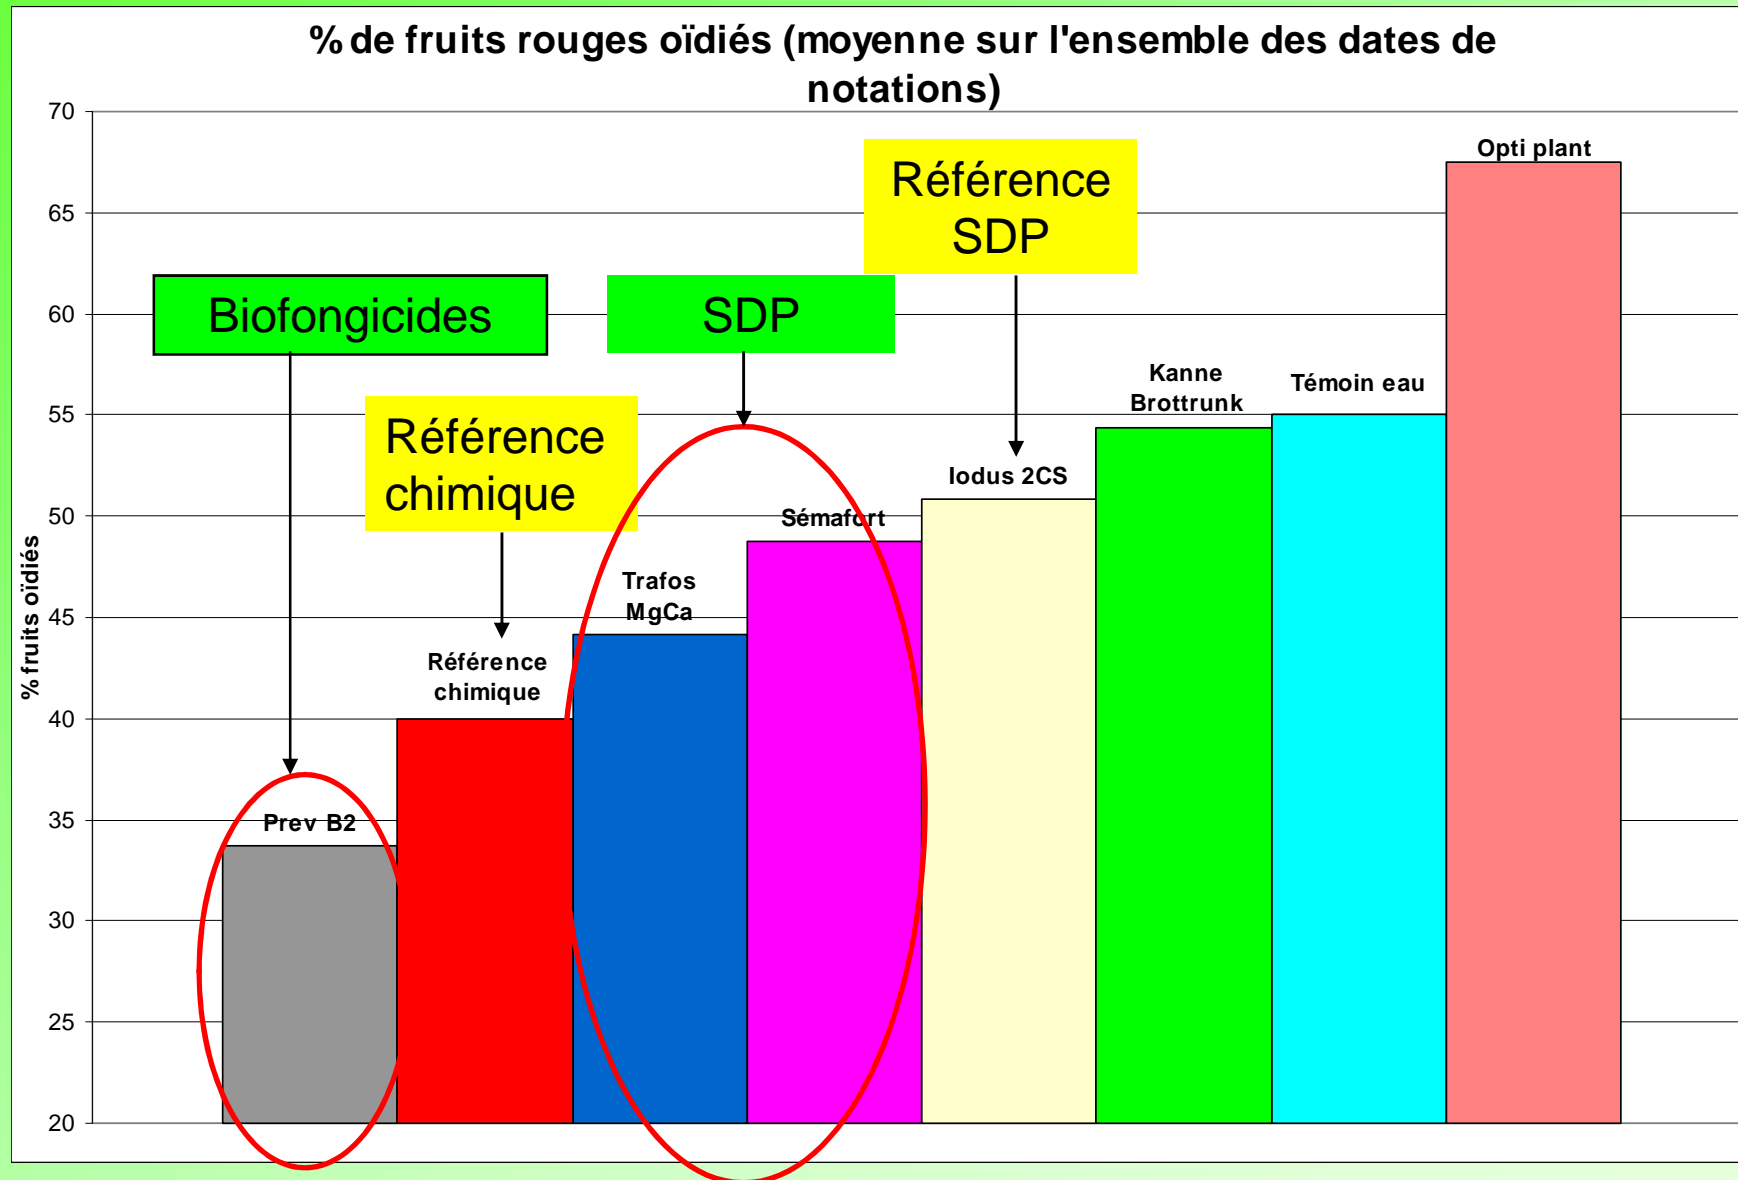 % de fruits rouges oïdiés (moyenne sur l'ensemble des dates de
notations)
% fruits oïdiés
70
65
60
55
50
45
40
35
30
25
20
Biofongicides
Référence
chimique
SDP
Référence
SDP
Prev B2
Référence
chimique
Trafos
MgCa
Sémafort
Iodus 2CS
Kanne
Brottrunk
Témoin eau
Opti plant